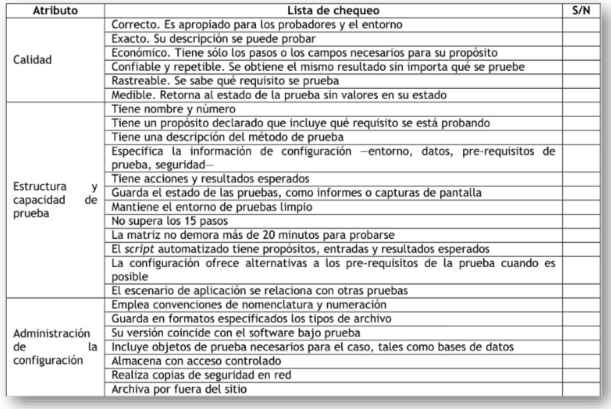 Atributo Lista de chequeo S/N
Calidad
Correcto. Es apropiado para los probadores y el entorno
Exacto. Su descripción se puede probar
Económico. Tiene sólo los pasos o los campos necesarios para su propósito
Confiable y repetible. Se obtiene el mismo resultado sin importa qué se pruebe
Rastreable. Se sabe qué requisito se prueba
Medible. Retorna al estado de la prueba sin valores en su estado
Estructura y
capacidad de
prueba
Tiene nombre y número
Tiene un propósito declarado que incluye qué requisito se está probando
Tiene una descripción del método de prueba
Especifica la información de configuración —entorno, datos, pre-requisitos de
prueba, seguridad—
Tiene acciones y resultados esperados
Guarda el estado de las pruebas, como informes o capturas de pantalla
Mantiene el entorno de pruebas limpio
No supera los 15 pasos
La matriz no demora más de 20 minutos para probarse
El script automatizado tiene propósitos, entradas y resultados esperados
La configuración ofrece alternativas a los pre-requisitos de la prueba cuando es
posible
El escenario de aplicación se relaciona con otras pruebas
Administración
de la
configuración
Emplea convenciones de nomenclatura y numeración
Guarda en formatos especificados los tipos de archivo
Su versión coincide con el software bajo prueba
Incluye objetos de prueba necesarios para el caso, tales como bases de datos
Almacena con acceso controlado
Realiza copias de seguridad en red
Archiva por fuera del sitio